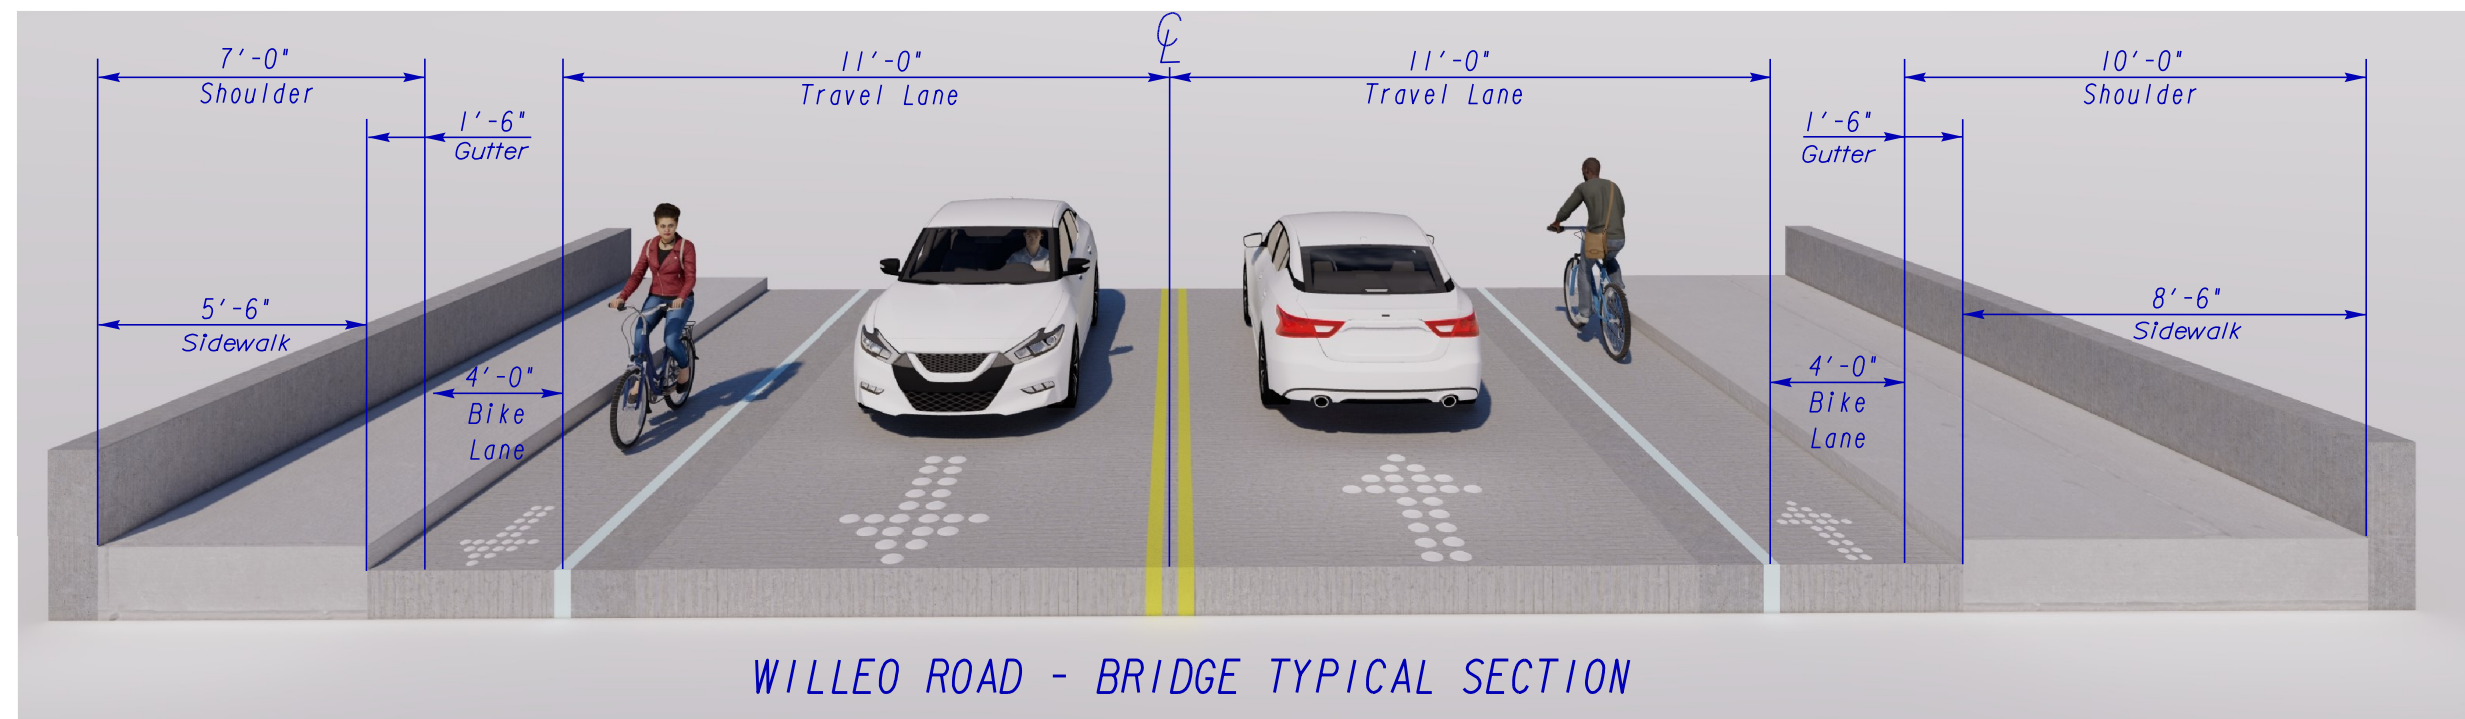 ℄
7'-0"
Shoulder
11'-0"
Travel Lane
11'-0"
Travel Lane
10'-0"
Shoulder
1'-6"
Gutter
1'-6"
Gutter
5'-6"
Sidewalk
8'-6"
Sidewalk
4'-0"
Bike
Lane
4'-0"
Bike
Lane
WILLEO ROAD - BRIDGE TYPICAL SECTION